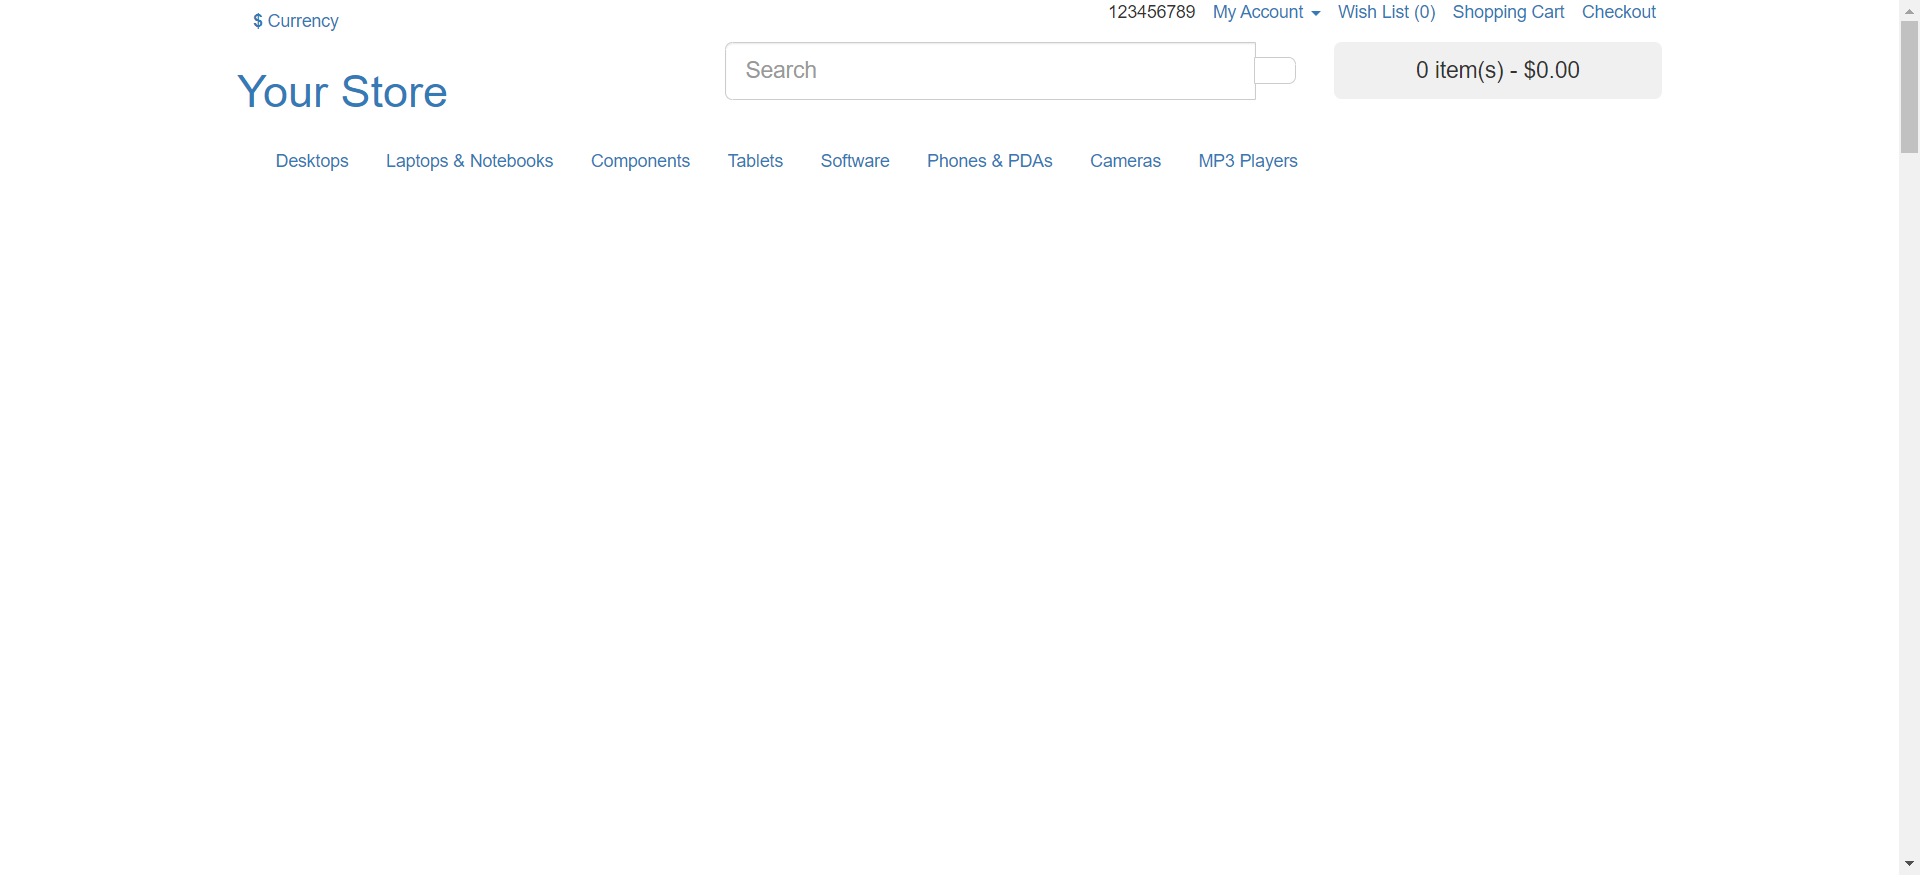 $ Currency
123456789 My Account Wish List (0) Shopping Cart Checkout
Your Store
Search
0 item(s) - $0.00
Desktops Laptops & Notebooks Components Tablets Software Phones & PDAs Cameras MP3 Players